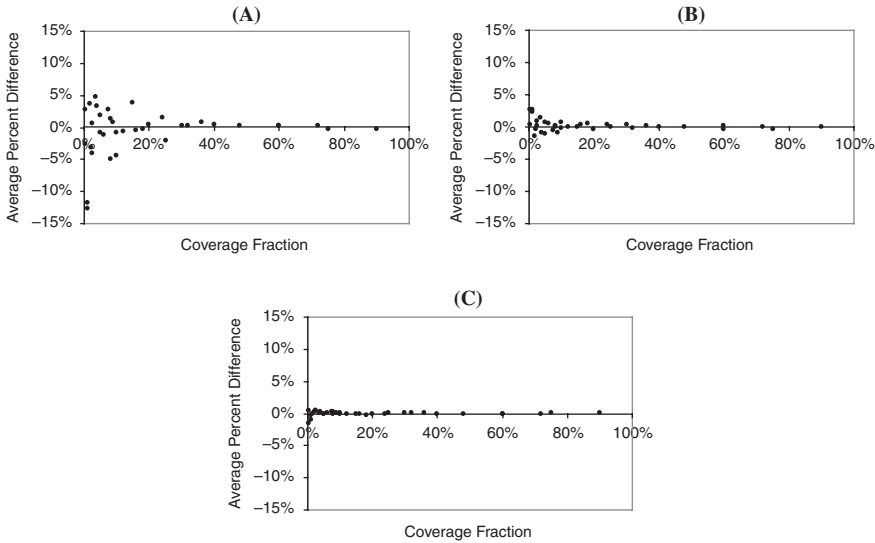 (A)
Average Percent Difference
15%
10%
5%
0%
–5%
–10%
–15%
0% 20% 40% 60% 80% 100%
Coverage Fraction
(B)
Average Percent Difference
15%
10%
5%
0%
–5%
–10%
–15%
0% 20% 40% 60% 80% 100%
Coverage Fraction
(C)
Average Percent Difference
15%
10%
5%
0%
–5%
–10%
–15%
0% 20% 40% 60% 80% 100%
Coverage Fraction